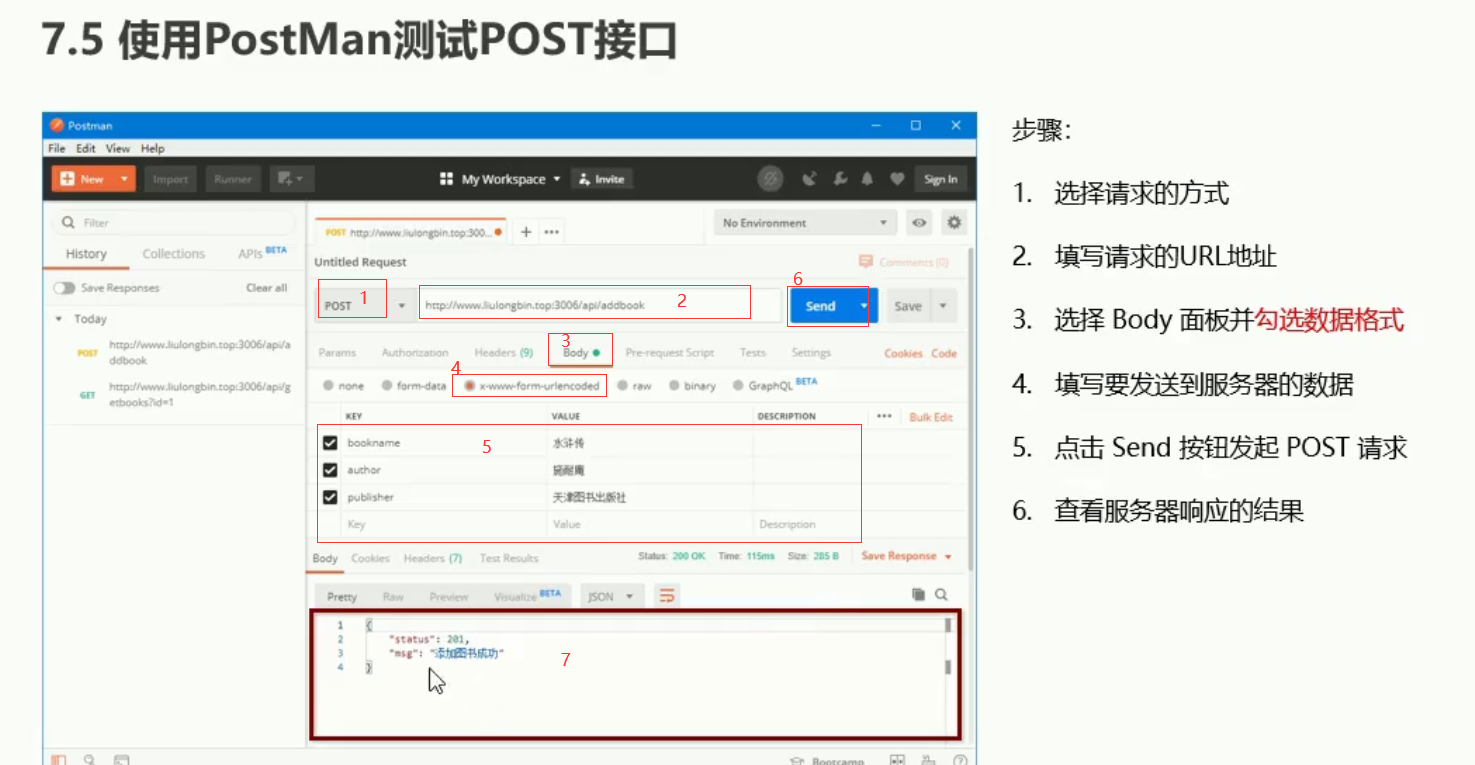 7.5 使用PostMan测试POST接口
Postman
File Edit View Help
New Import Runner My Workspace Invite Sign In
Filter
History Collections APIs BETA
Save Responses Clear all
Today
POST http://www.liulongbin.top:3006/api/a
ddbook
GET http://www.liulongbin.top:3006/api/g
etbooks?id=1
POST http://www.liulongbin.top:300... No Environment
Untitled Request Comments (0)
POST 1 http://www.liulongbin.top:3006/api/addbook 2 6 Send Save
3
Params Authorization Headers (9) Body Pre-request Script Tests Settings Cookies Code
4
none form-data x-www-form-urlencoded raw binary GraphQL BETA
KEY VALUE DESCRIPTION Bulk Edit
bookname 5 水浒传
author 施耐庵
publisher 天津图书出版社
Key Value Description
Body Cookies Headers (7) Test Results Status: 200 OK Time: 115ms Size: 285 B Save Response
Pretty Raw Preview Visualize BETA JSON
1 {
2 "status": 201,
3 "msg": "添加图书成功"
4 }
7
Bootcamp
步骤：
1. 选择请求的方式
2. 填写请求的URL地址
3. 选择 Body 面板并勾选数据格式
4. 填写要发送到服务器的数据
5. 点击 Send 按钮发起 POST 请求
6. 查看服务器响应的结果